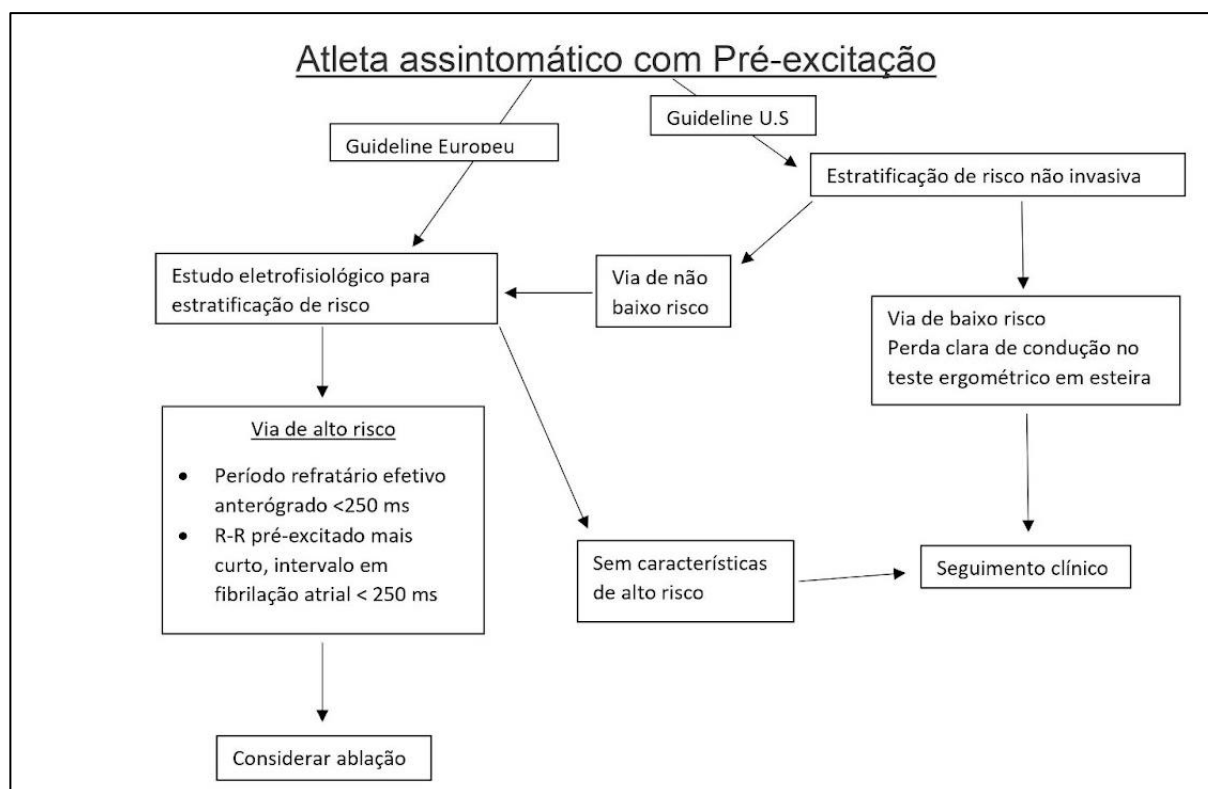 Atleta assintomático com Pré-excitação
Guideline U.S
Guideline Europeu
Estratificação de risco não invasiva
Estudo eletrofisiológico para
estratificação de risco
Via de não
baixo risco
Via de baixo risco
Perda clara de condução no
teste ergométrico em esteira
Via de alto risco
• Período refratário efetivo
anterógrado <250 ms
• R-R pré-excitado mais
curto, intervalo em
fibrilação atrial < 250 ms
Sem características
de alto risco
Seguimento clínico
Considerar ablação